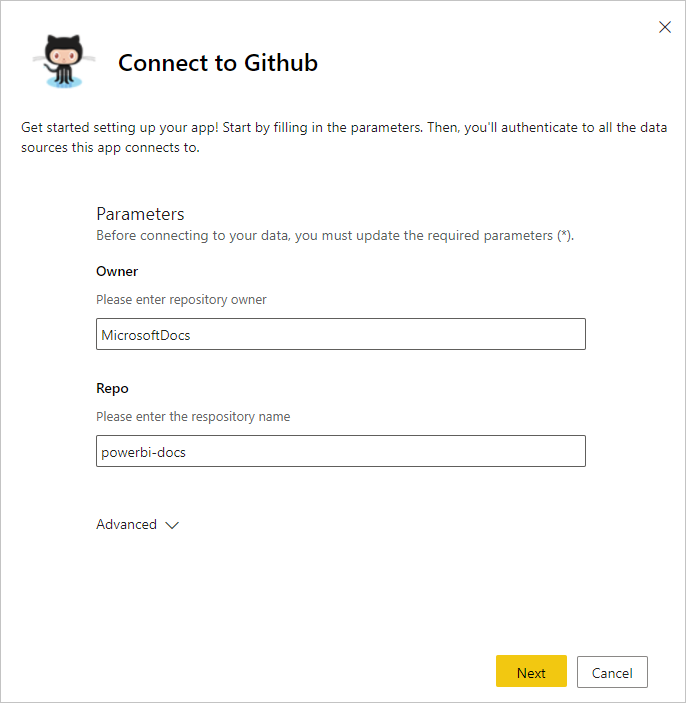 Connect to Github
Get started setting up your app! Start by filling in the parameters. Then, you'll authenticate to all the data
sources this app connects to.
Parameters
Before connecting to your data, you must update the required parameters (*).
Owner
Please enter repository owner
MicrosoftDocs
Repo
Please enter the respository name
powerbi-docs
Advanced
Next
Cancel